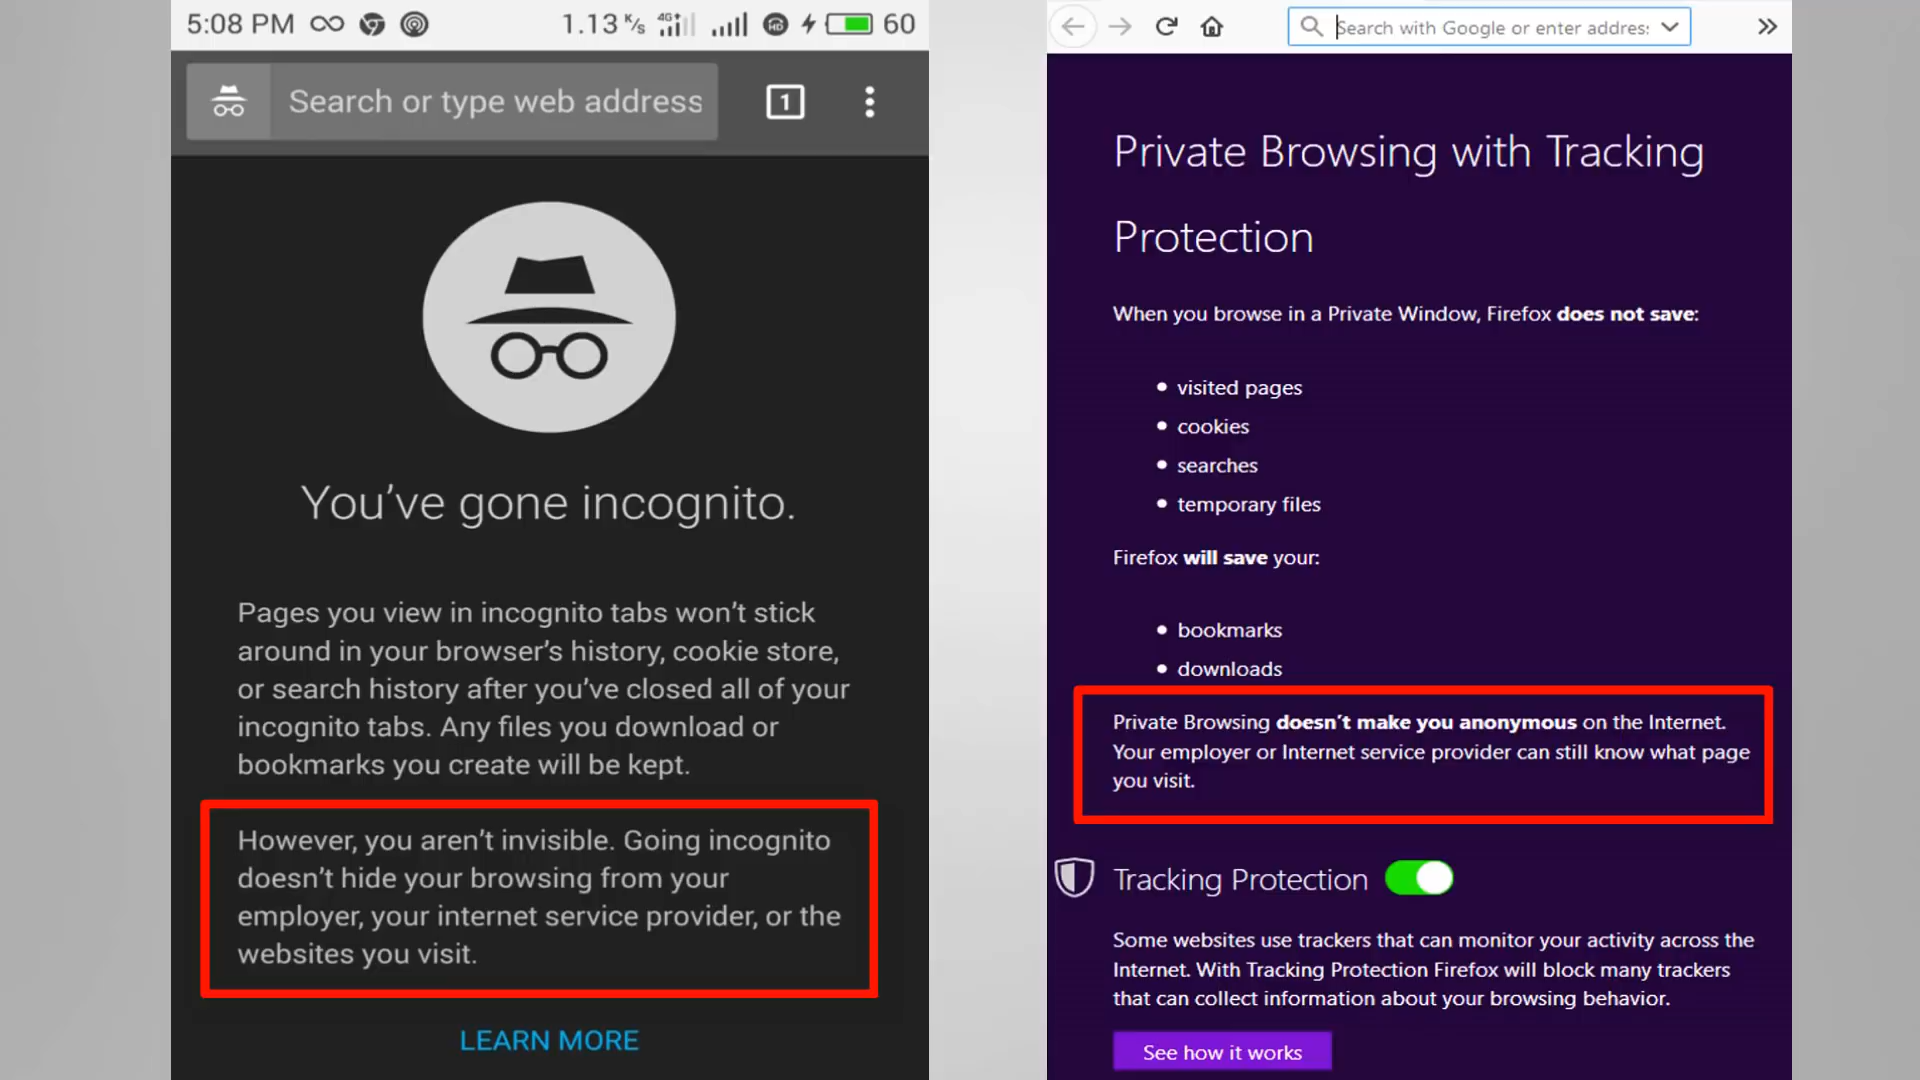 5:08 PM
1.13 K/s 4G+ HD 60
Search or type web address
1
You've gone incognito.
Pages you view in incognito tabs won't stick
around in your browser's history, cookie store,
or search history after you've closed all of your
incognito tabs. Any files you download or
bookmarks you create will be kept.
However, you aren't invisible. Going incognito
doesn't hide your browsing from your
employer, your internet service provider, or the
websites you visit.
LEARN MORE
Search with Google or enter address
Private Browsing with Tracking
Protection
When you browse in a Private Window, Firefox does not save:
• visited pages
• cookies
• searches
• temporary files
Firefox will save your:
• bookmarks
• downloads
Private Browsing doesn't make you anonymous on the Internet.
Your employer or Internet service provider can still know what page
you visit.
Tracking Protection
Some websites use trackers that can monitor your activity across the
Internet. With Tracking Protection Firefox will block many trackers
that can collect information about your browsing behavior.
See how it works